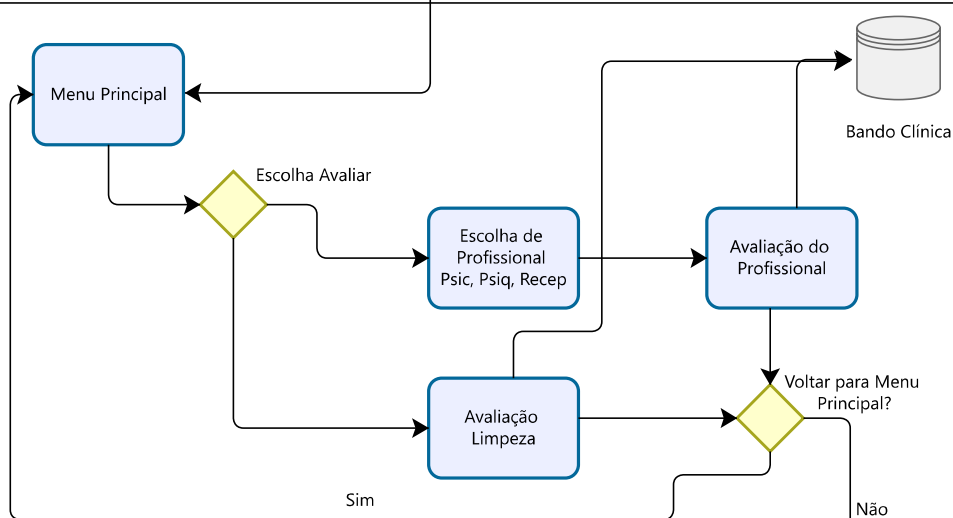 Menu Principal
Escolha Avaliar
Bando Clínica
Escolha de
Profissional
Psic, Psiq, Recep
Avaliação do
Profissional
Avaliação
Limpeza
Voltar para Menu
Principal?
Sim
Não